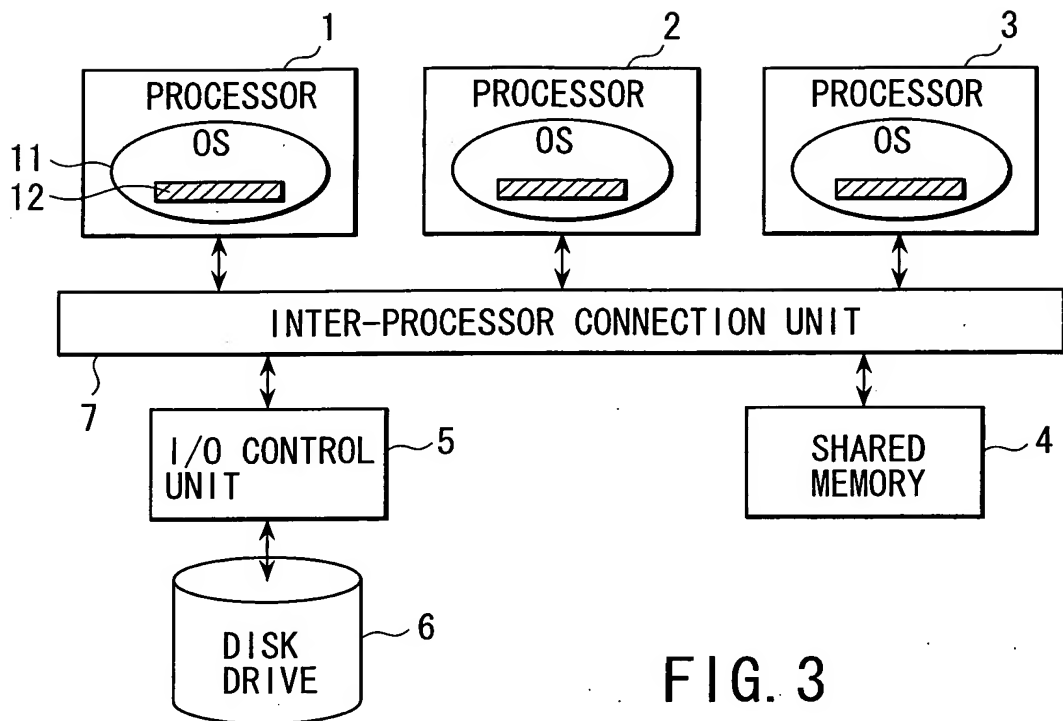 1
2
3
PROCESSOR
PROCESSOR
PROCESSOR
OS
OS
OS
11
12
INTER-PROCESSOR CONNECTION UNIT
7
I/O CONTROL
UNIT
5
SHARED
MEMORY
4
DISK
DRIVE
6
FIG. 3